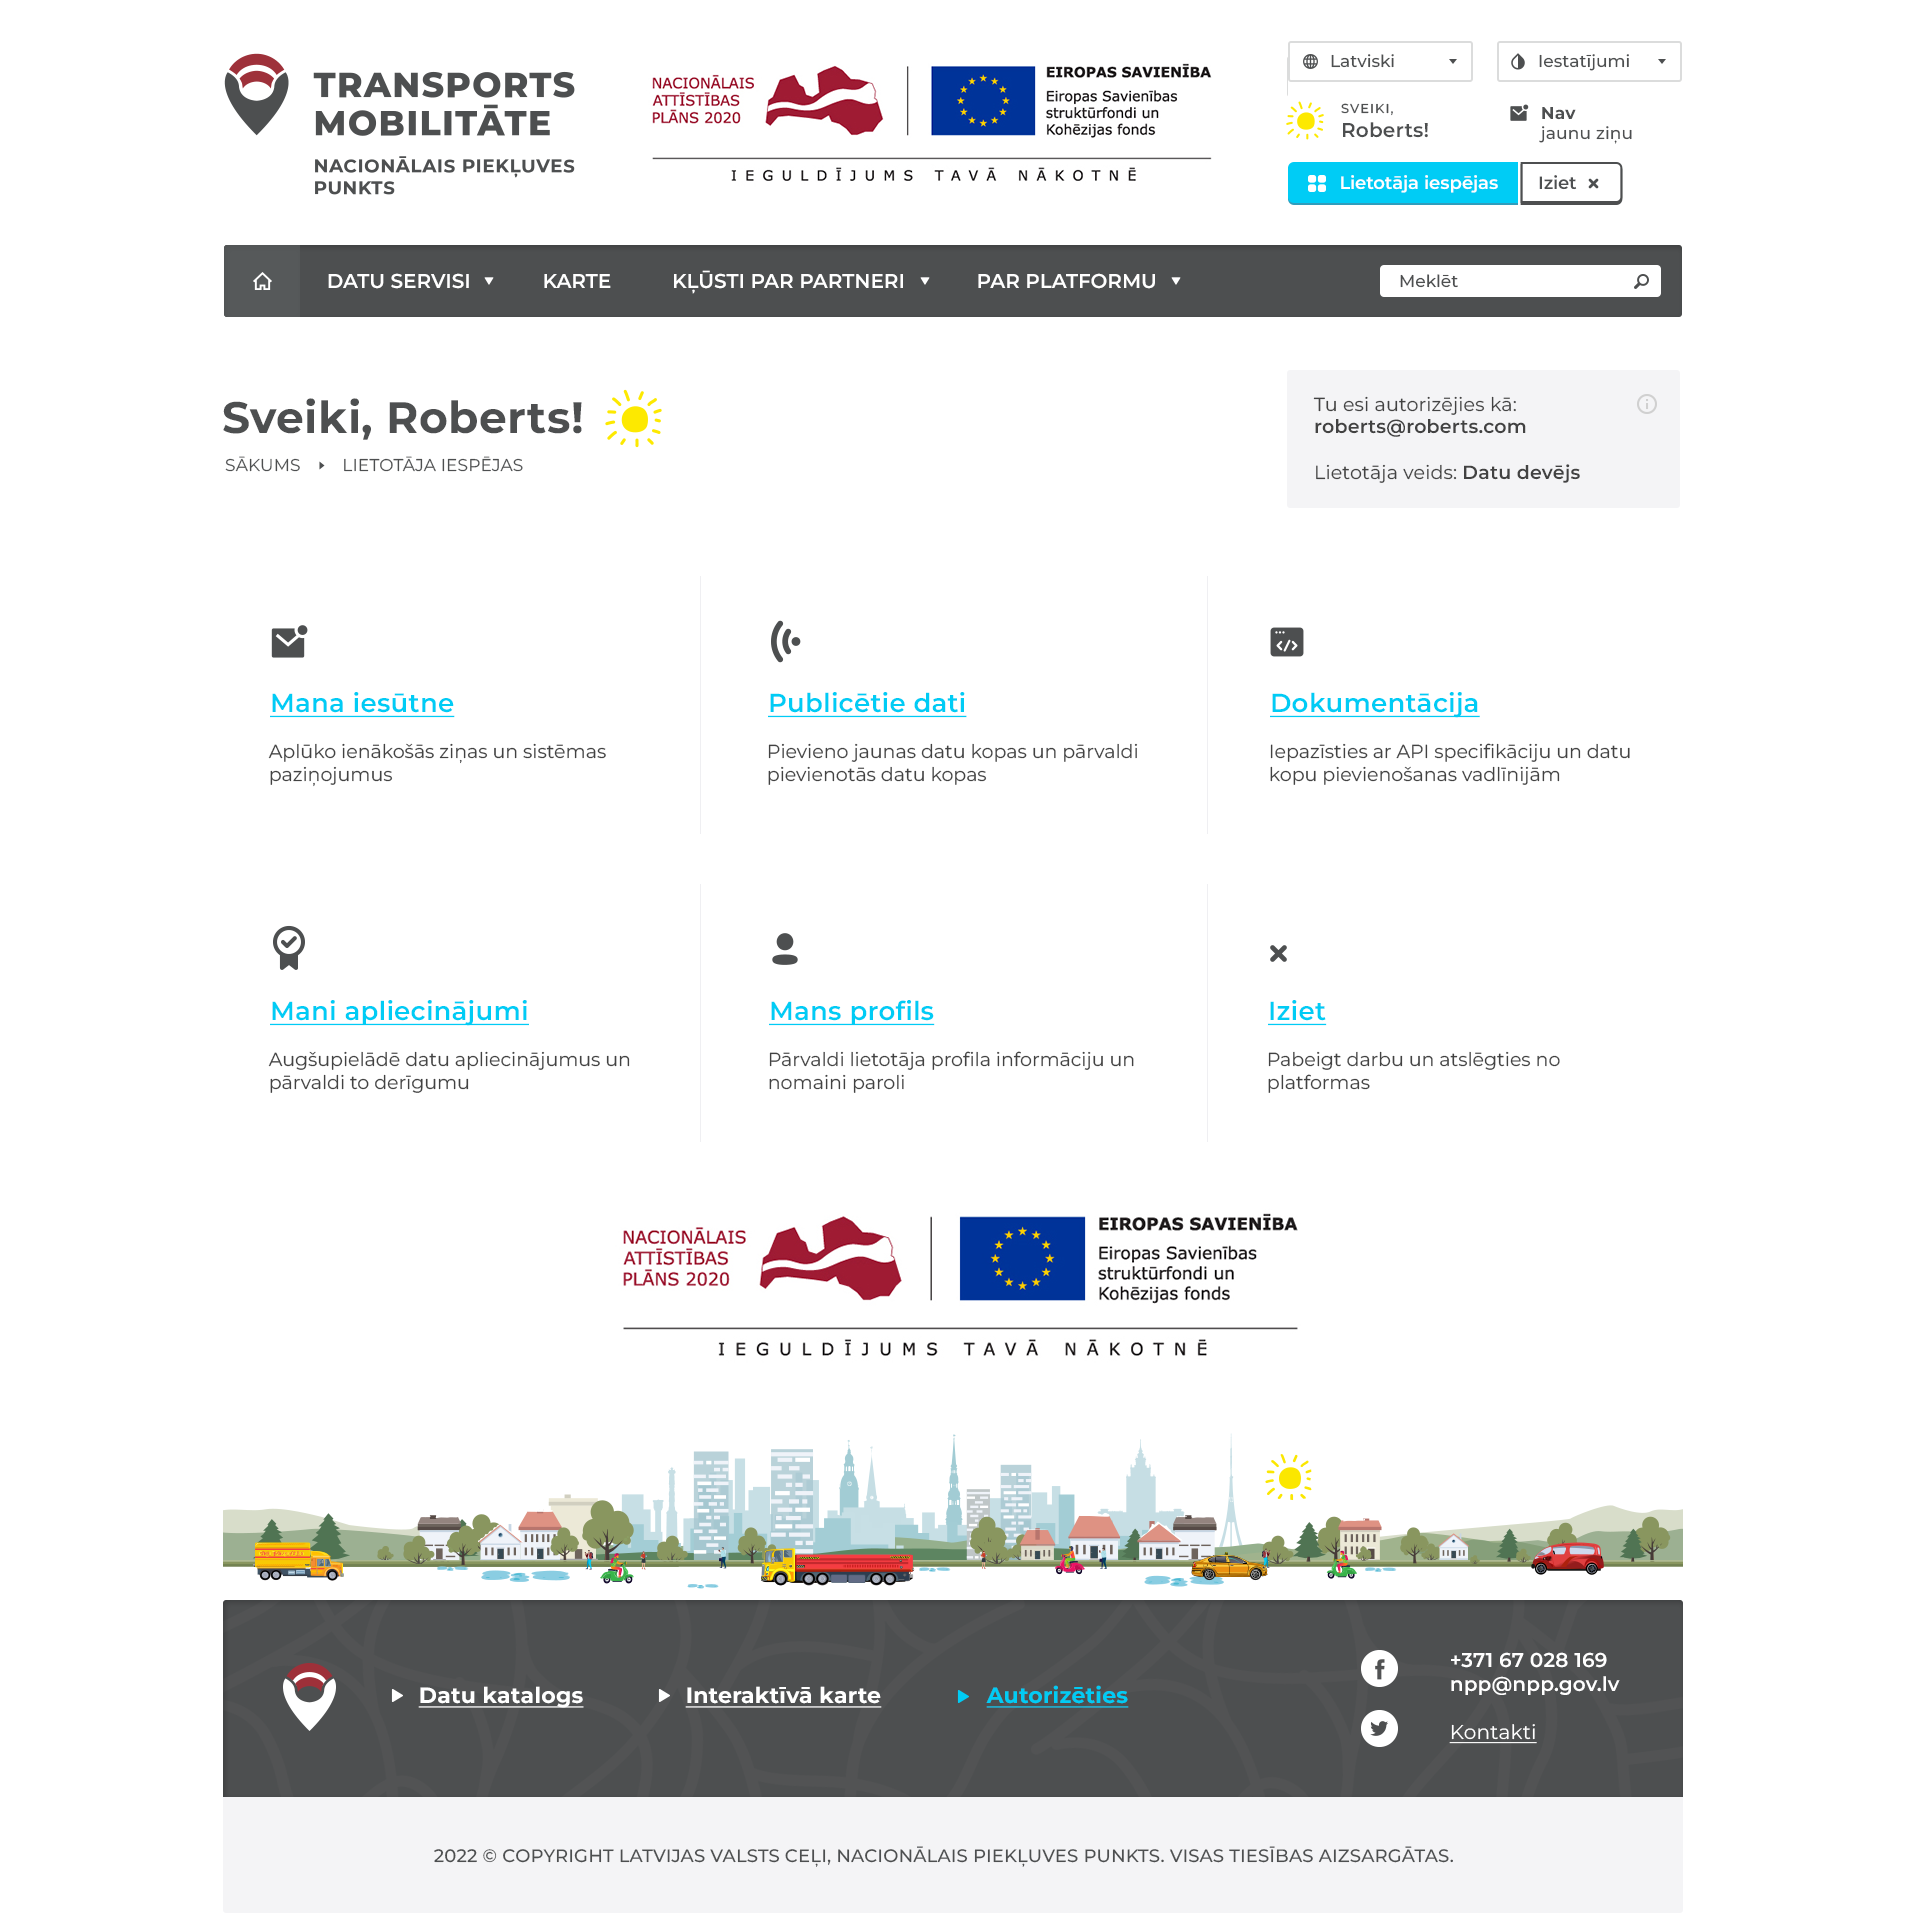 TRANSPORTS
MOBILITĀTE
NACIONĀLAIS PIEKĻUVES
PUNKTS
NACIONĀLAIS
ATTĪSTĪBAS
PLĀNS 2020
EIROPAS SAVIENĪBA
Eiropas Savienības
struktūrfondi un
Kohēzijas fonds
IEGULDĪJUMS TAVĀ NĀKOTNĒ
Latviski
Iestatījumi
SVEIKI,
Roberts!
Nav
jaunu ziņu
Lietotāja iespējas
Iziet
DATU SERVISI
KARTE
KĻŪSTI PAR PARTNERI
PAR PLATFORMU
Meklēt
Sveiki, Roberts!
SĀKUMS
LIETOTĀJA IESPĒJAS
Tu esi autorizējies kā:
roberts@roberts.com
Lietotāja veids: Datu devējs
Mana iesūtne
Aplūko ienākošās ziņas un sistēmas
paziņojumus
Publicētie dati
Pievieno jaunas datu kopas un pārvaldi
pievienotās datu kopas
Dokumentācija
Iepazīsties ar API specifikāciju un datu
kopu pievienošanas vadlīnijām
Mani apliecinājumi
Augšupielādē datu apliecinājumus un
pārvaldi to derīgumu
Mans profils
Pārvaldi lietotāja profila informāciju un
nomaini paroli
Iziet
Pabeigt darbu un atslēgties no
platformas
NACIONĀLAIS
ATTĪSTĪBAS
PLĀNS 2020
EIROPAS SAVIENĪBA
Eiropas Savienības
struktūrfondi un
Kohēzijas fonds
IEGULDĪJUMS TAVĀ NĀKOTNĒ
Datu katalogs
Interaktīvā karte
Autorizēties
+371 67 028 169
npp@npp.gov.lv
Kontakti
2022 © COPYRIGHT LATVIJAS VALSTS CEĻI, NACIONĀLAIS PIEKĻUVES PUNKTS. VISAS TIESĪBAS AIZSARGĀTAS.